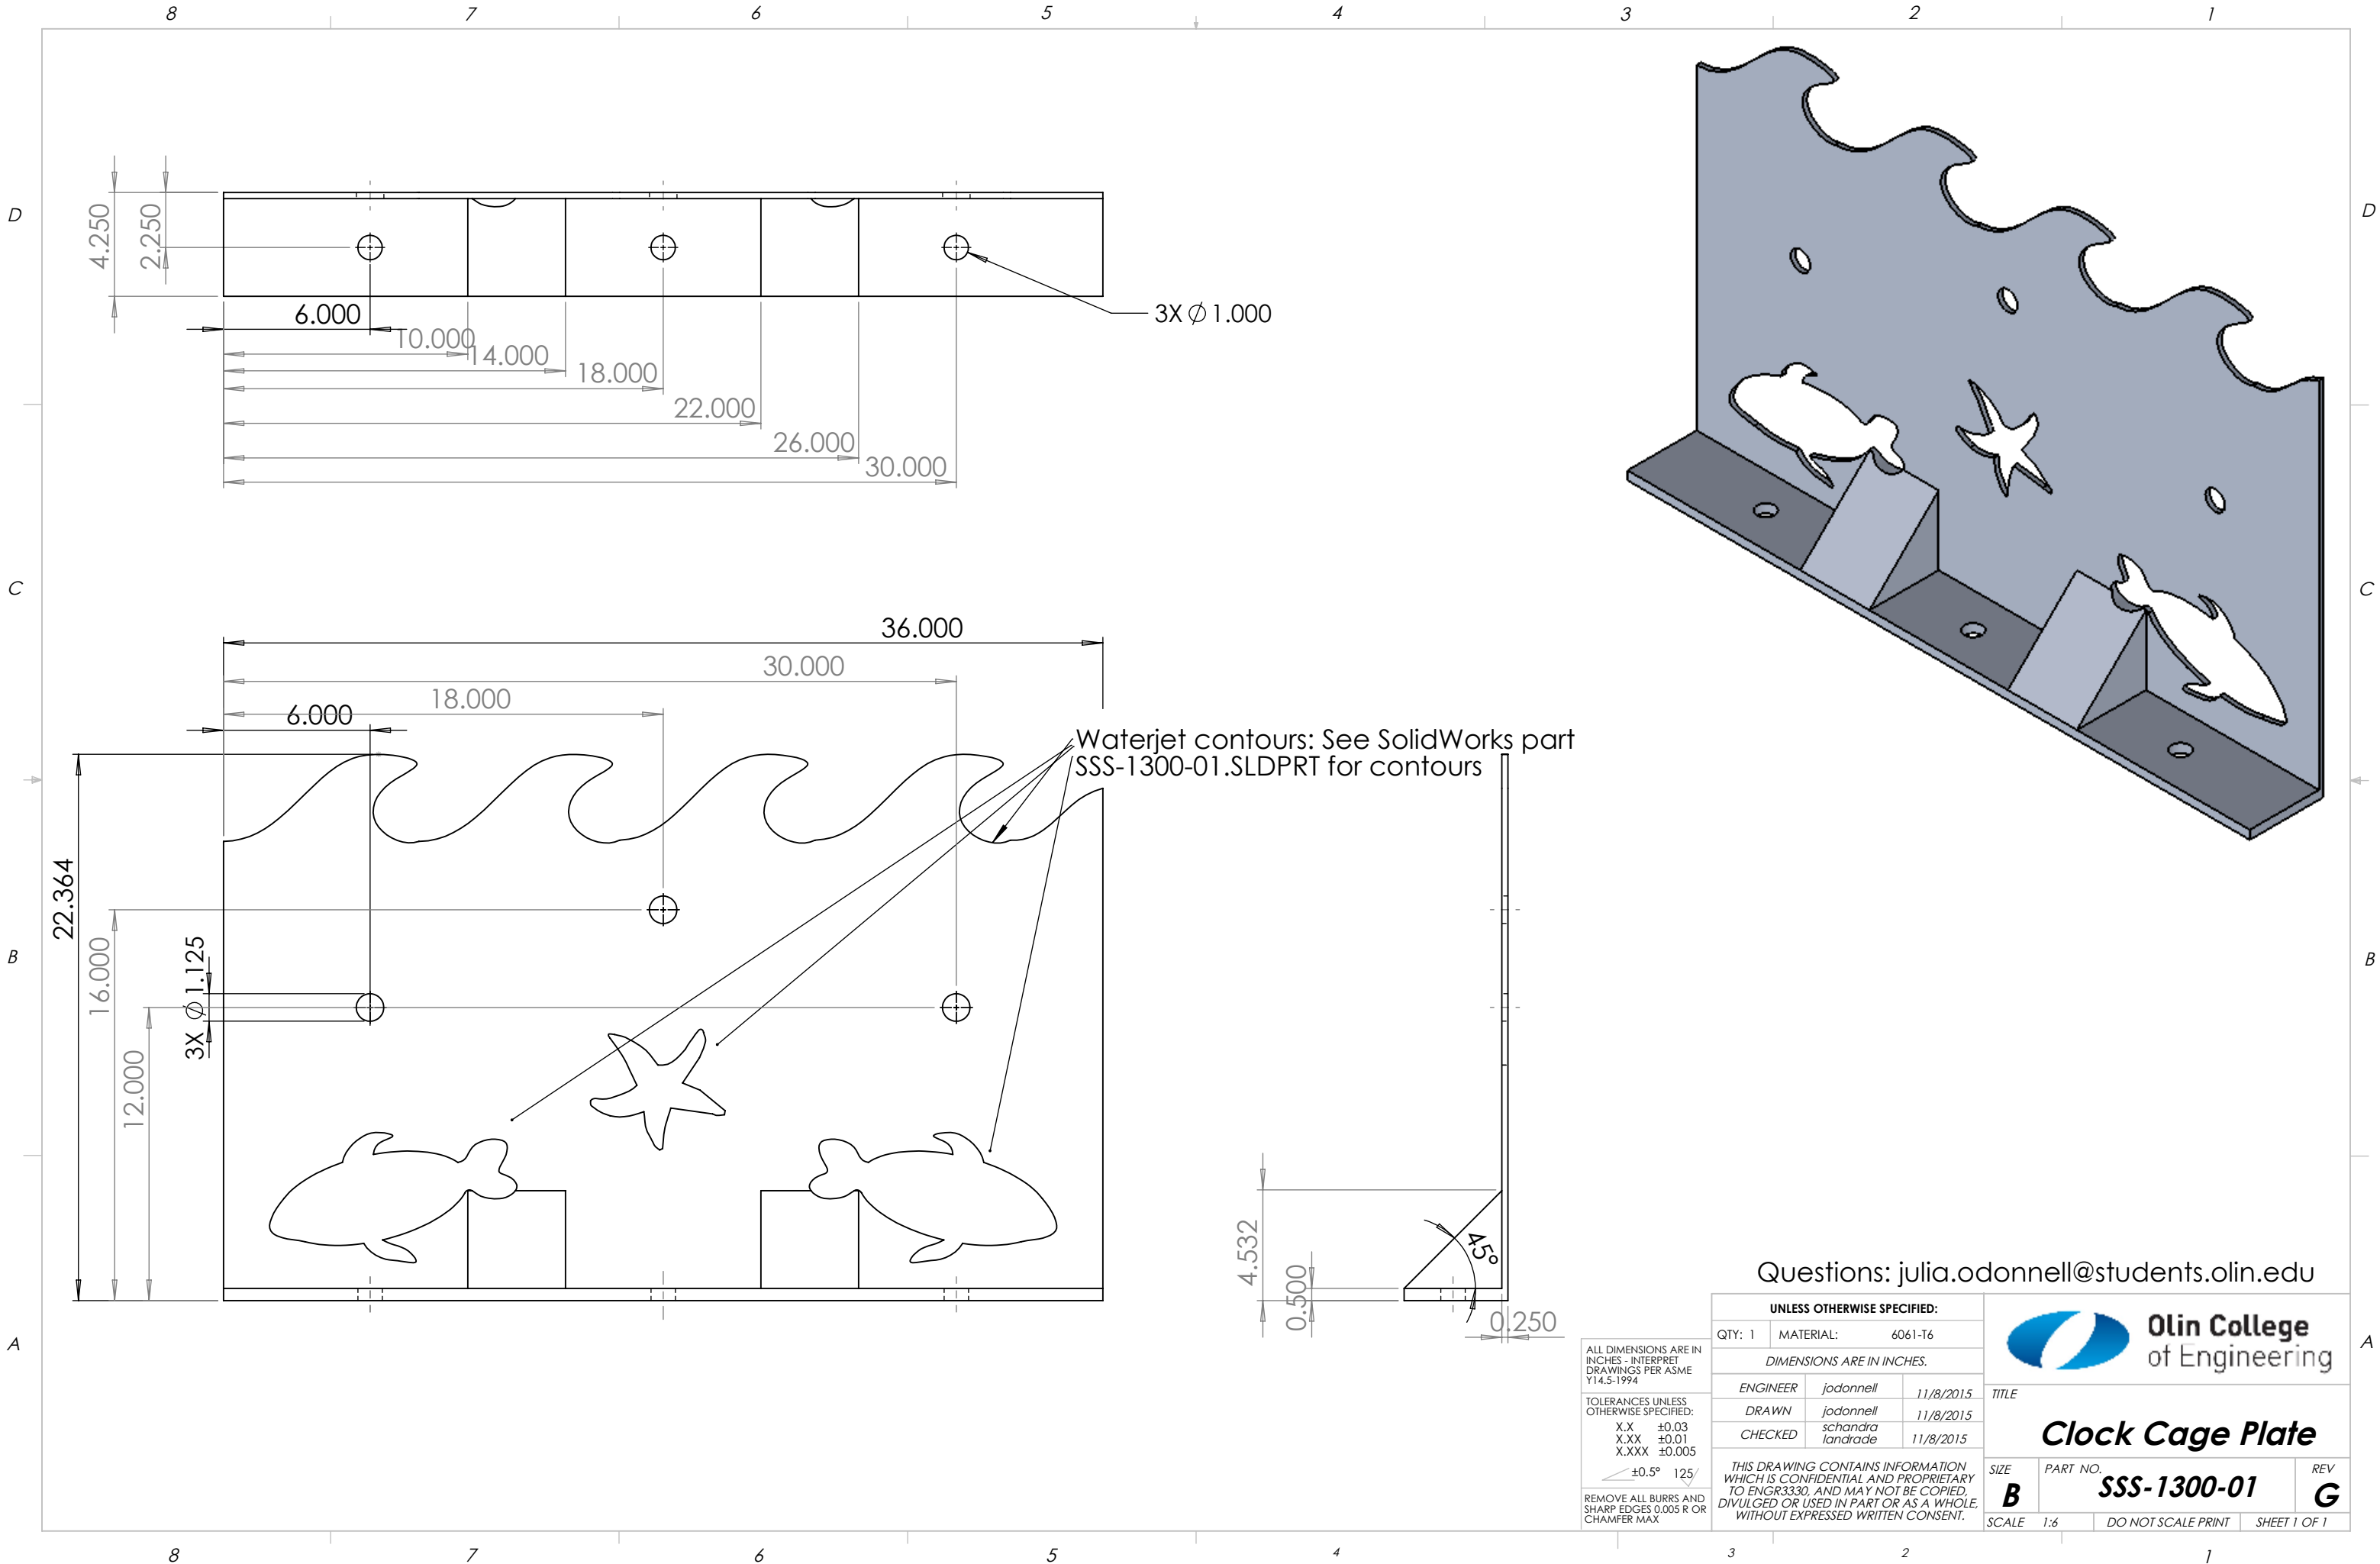 8 7 6 5 4 3 2 1
D D
4.250
2.250
6.000
10.000
14.000
18.000
22.000
26.000
30.000
3X ∅ 1.000
C C
36.000
30.000
18.000
6.000
Waterjet contours: See SolidWorks part
SSS-1300-01.SLDPRT for contours
22.364
16.000
12.000
3X ∅ 1.125
B B
4.532
0.500
45°
0.250
A A
Questions: julia.odonnell@students.olin.edu
ALL DIMENSIONS ARE IN
INCHES - INTERPRET
DRAWINGS PER ASME
Y14.5-1994
TOLERANCES UNLESS
OTHERWISE SPECIFIED:
X.X ±0.03
X.XX ±0.01
X.XXX ±0.005
±0.5° 125
REMOVE ALL BURRS AND
SHARP EDGES 0.005 R OR
CHAMFER MAX
UNLESS OTHERWISE SPECIFIED:
QTY: 1 MATERIAL: 6061-T6
DIMENSIONS ARE IN INCHES.
ENGINEER jodonnell 11/8/2015
DRAWN jodonnell 11/8/2015
CHECKED schandra
landrade 11/8/2015
THIS DRAWING CONTAINS INFORMATION
WHICH IS CONFIDENTIAL AND PROPRIETARY
TO ENGR3330, AND MAY NOT BE COPIED,
DIVULGED OR USED IN PART OR AS A WHOLE,
WITHOUT EXPRESSED WRITTEN CONSENT.
Olin College
of Engineering
TITLE
Clock Cage Plate
SIZE
B
PART NO.
SSS-1300-01
REV
G
SCALE 1:6 DO NOT SCALE PRINT SHEET 1 OF 1
8 7 6 5 4 3 2 1